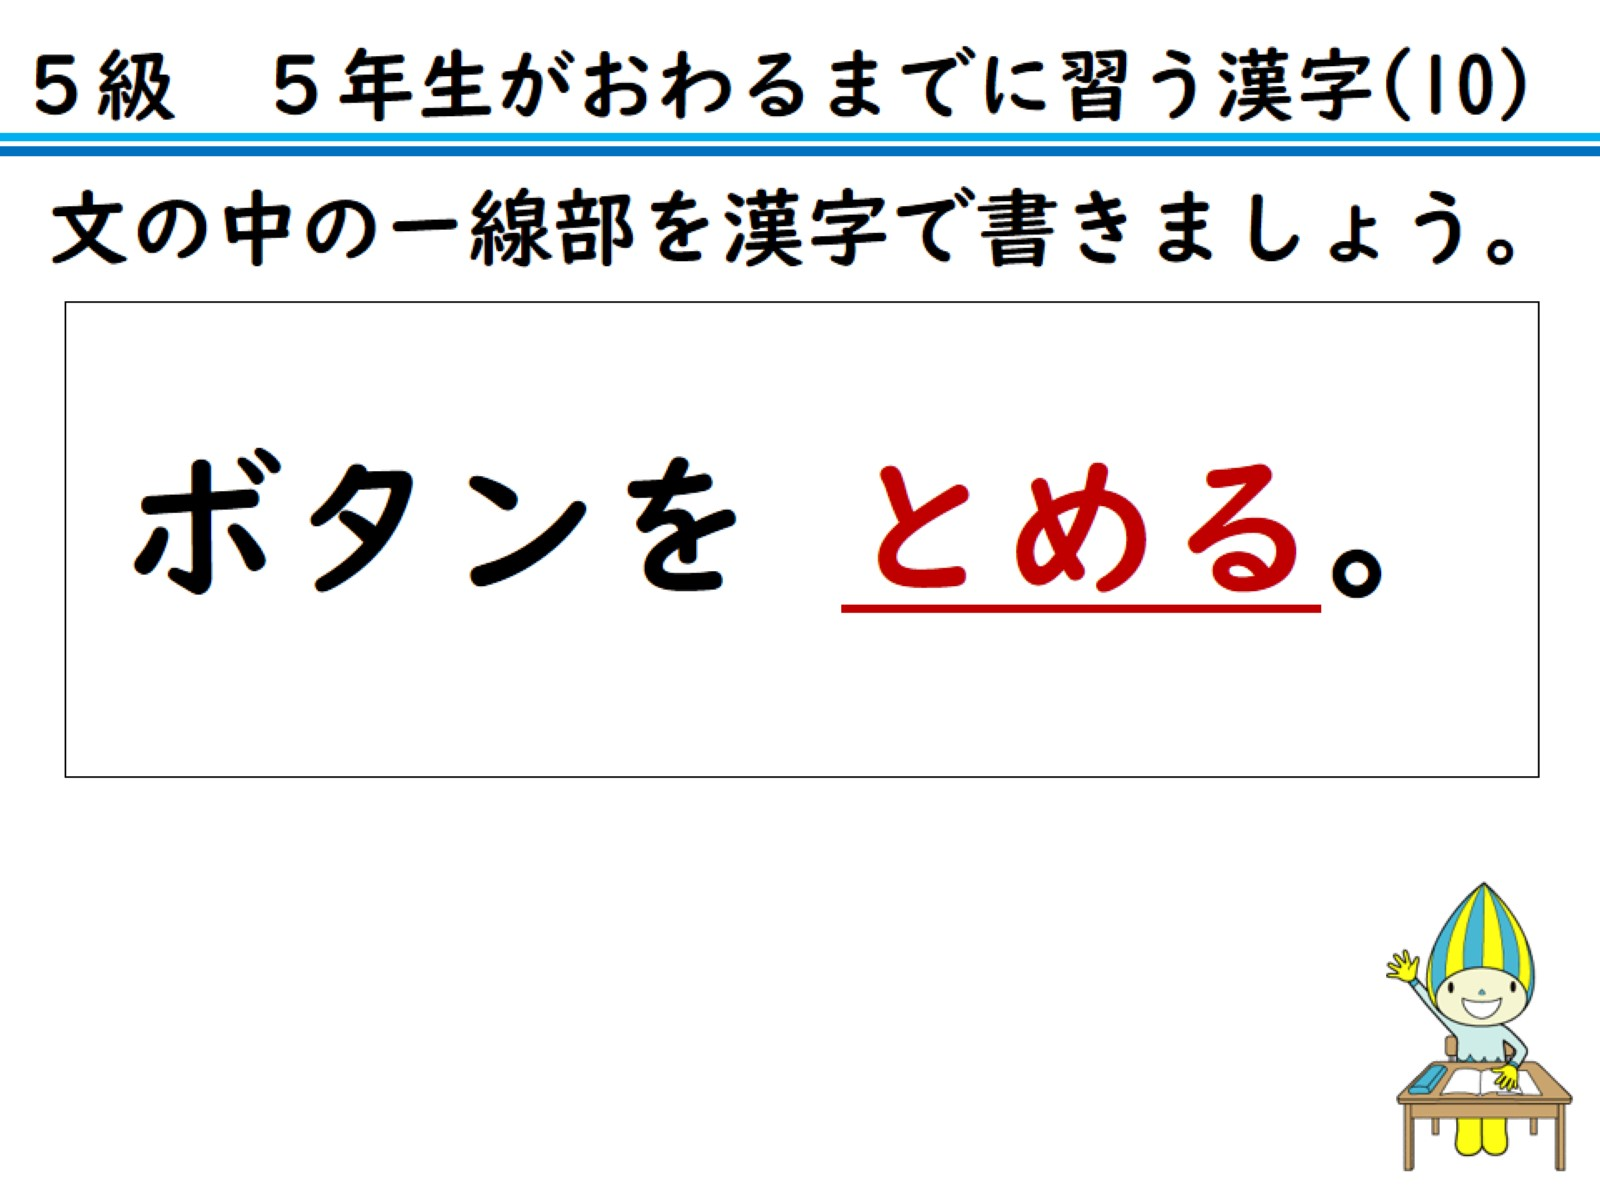 ５級　５年生がおわるまでに習う漢字(10)
文の中の―線部を漢字で書きましょう。
ボタンを　とめる。